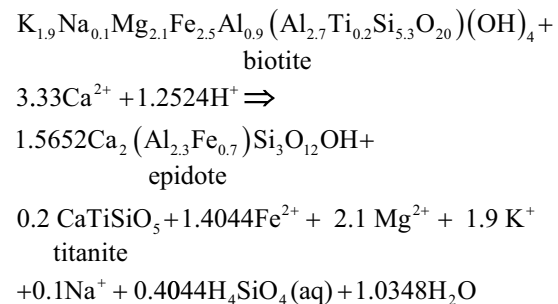 K₁.₉Na₀.₁Mg₂.₁Fe₂.₅Al₀.₉(Al₂.₇Ti₀.₂Si₅.₃O₂₀)(OH)₄+
biotite
3.33Ca²⁺+1.2524H⁺⇒
1.5652Ca₂(Al₂.₃Fe₀.₇)Si₃O₁₂OH+
epidote
0.2 CaTiSiO₅+1.4044Fe²⁺+ 2.1 Mg²⁺+ 1.9 K⁺
titanite
+0.1Na⁺+0.4044H₄SiO₄(aq)+1.0348H₂O